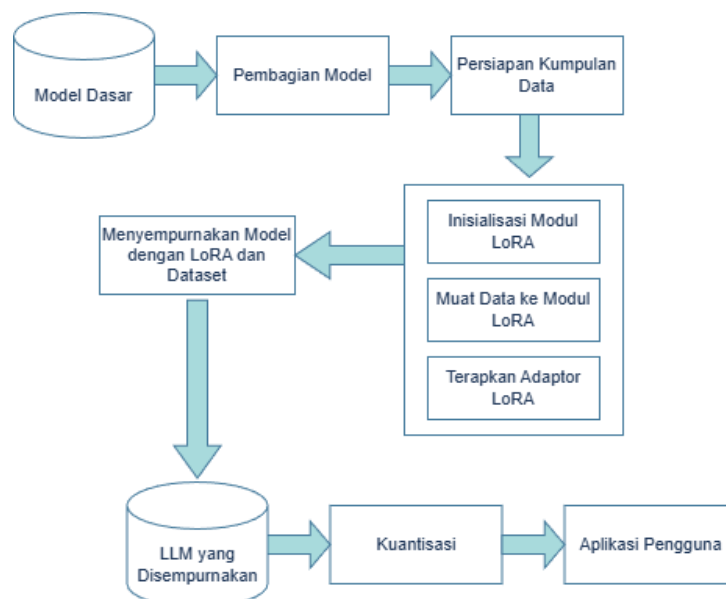 Model Dasar
Pembagian Model
Persiapan Kumpulan
Data
Inisialisasi Modul
LoRA
Muat Data ke Modul
LoRA
Terapkan Adaptor
LoRA
Menyempurnakan Model
dengan LoRA dan
Dataset
LLM yang
Disempurnakan
Kuantisasi
Aplikasi Pengguna